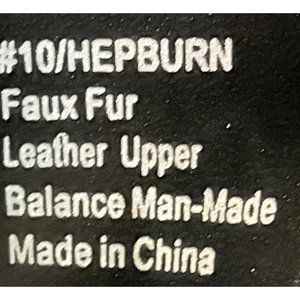 #10/HEPBURN
Faux Fur
Leather Upper
Balance Man-Made
Made in China